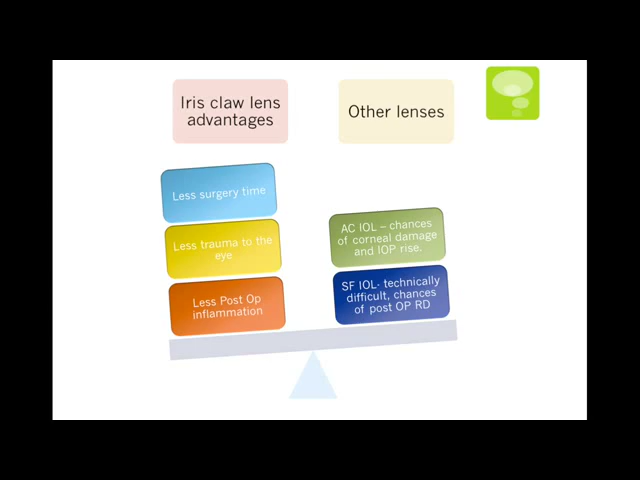 Iris claw lens
advantages
Other lenses
Less surgery time
Less trauma to the
eye
Less Post Op
inflammation
AC IOL – chances
of corneal damage
and IOP rise.
SF IOL- technically
difficult, chances
of post OP RD